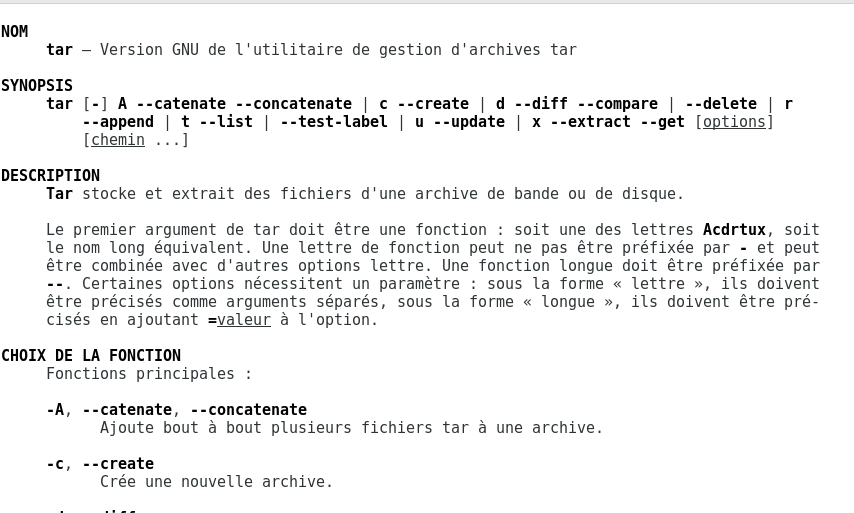 NOM
tar – Version GNU de l'utilitaire de gestion d'archives tar
SYNOPSIS
tar [-] A --catenate --concatenate | c --create | d --diff --compare | --delete | r
--append | t --list | --test-label | u --update | x --extract --get [options]
[chemin ...]
DESCRIPTION
Tar stocke et extrait des fichiers d'une archive de bande ou de disque.
Le premier argument de tar doit être une fonction : soit une des lettres Acdrtux, soit
le nom long équivalent. Une lettre de fonction peut ne pas être préfixée par - et peut
être combinée avec d'autres options lettre. Une fonction longue doit être préfixée par
--. Certaines options nécessitent un paramètre : sous la forme « lettre », ils doivent
être précisés comme arguments séparés, sous la forme « longue », ils doivent être pré-
cisés en ajoutant =valeur à l'option.
CHOIX DE LA FONCTION
Fonctions principales :
-A, --catenate, --concatenate
Ajoute bout à bout plusieurs fichiers tar à une archive.
-c, --create
Crée une nouvelle archive.